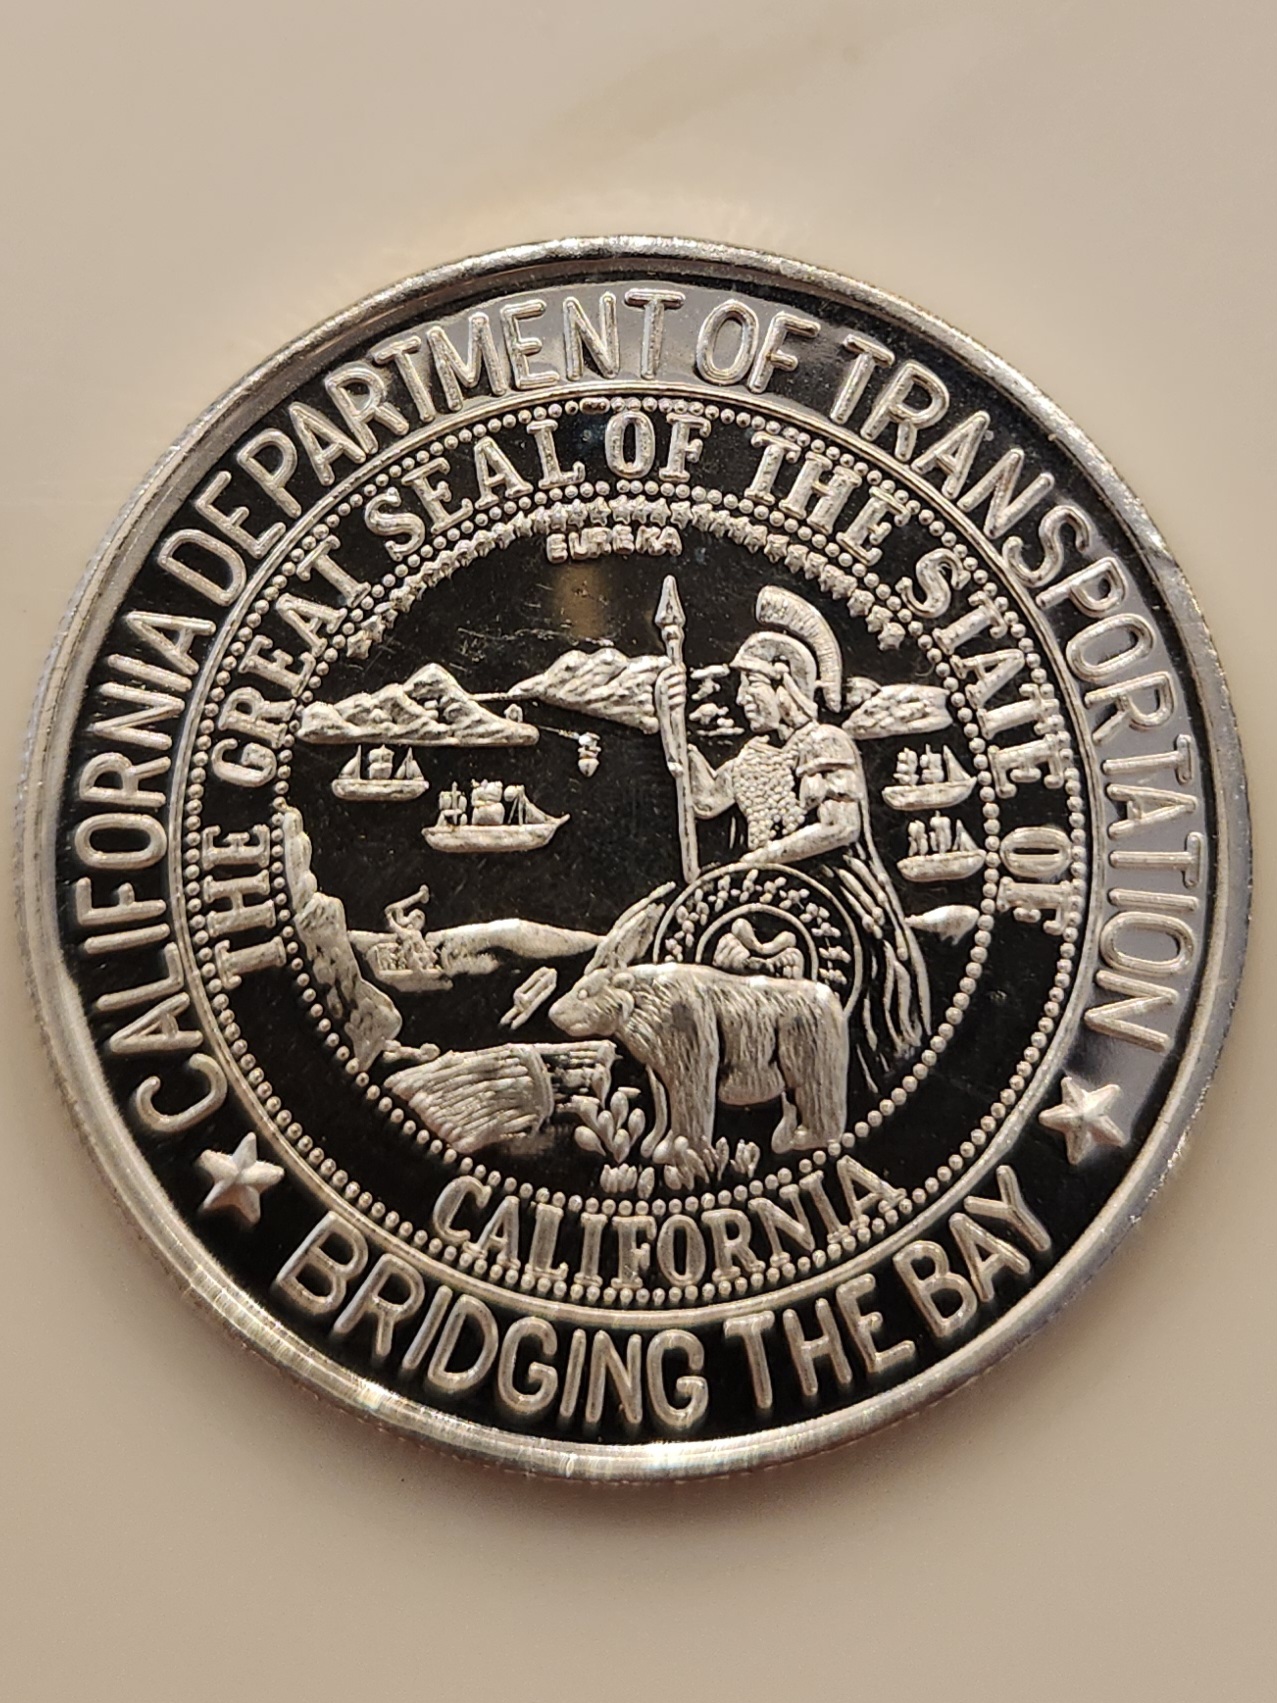 CALIFORNIA DEPARTMENT OF TRANSPORTATION
THE GREAT SEAL OF THE STATE OF
EUREKA
CALIFORNIA
BRIDGING THE BAY